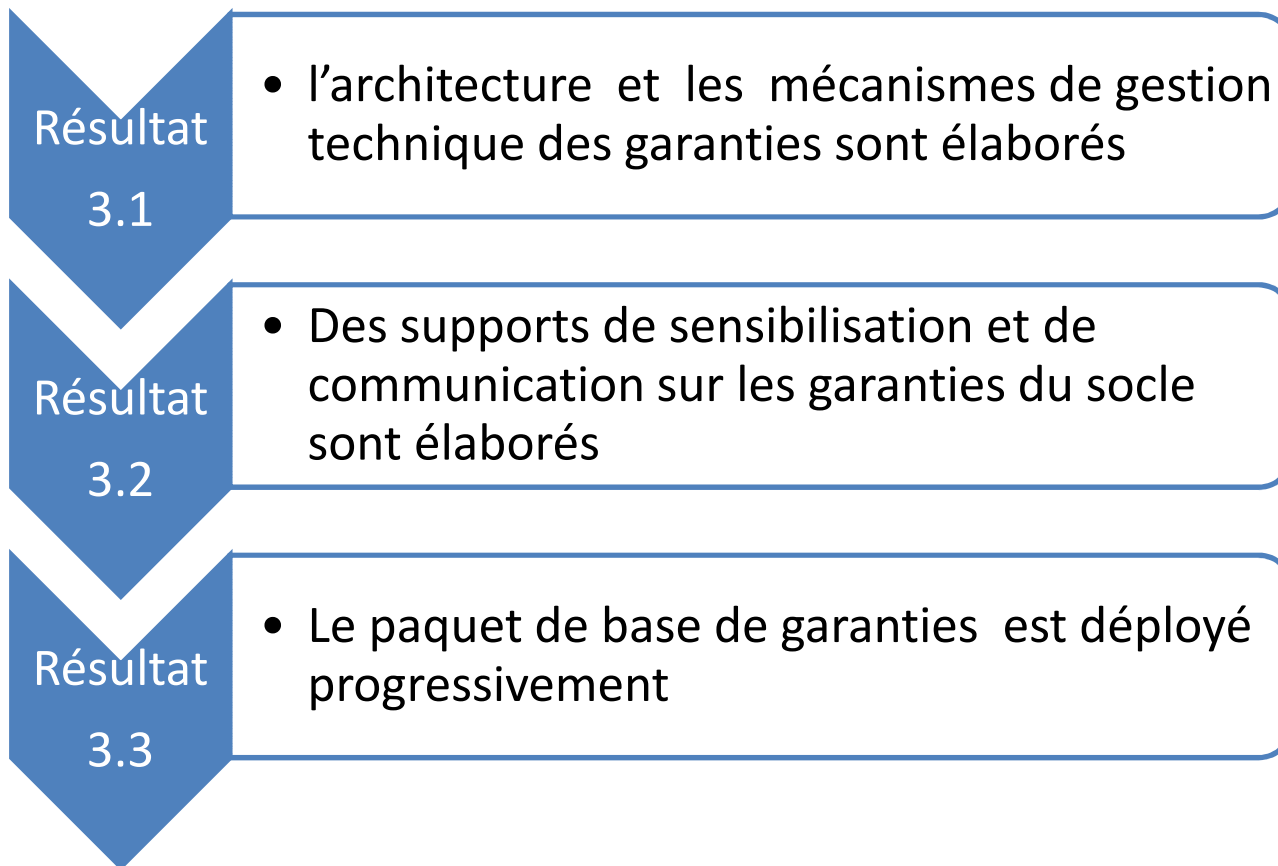 Résultat
3.1
• l’architecture et les mécanismes de gestion
technique des garanties sont élaborés
Résultat
3.2
• Des supports de sensibilisation et de
communication sur les garanties du socle
sont élaborés
Résultat
3.3
• Le paquet de base de garanties est déployé
progressivement